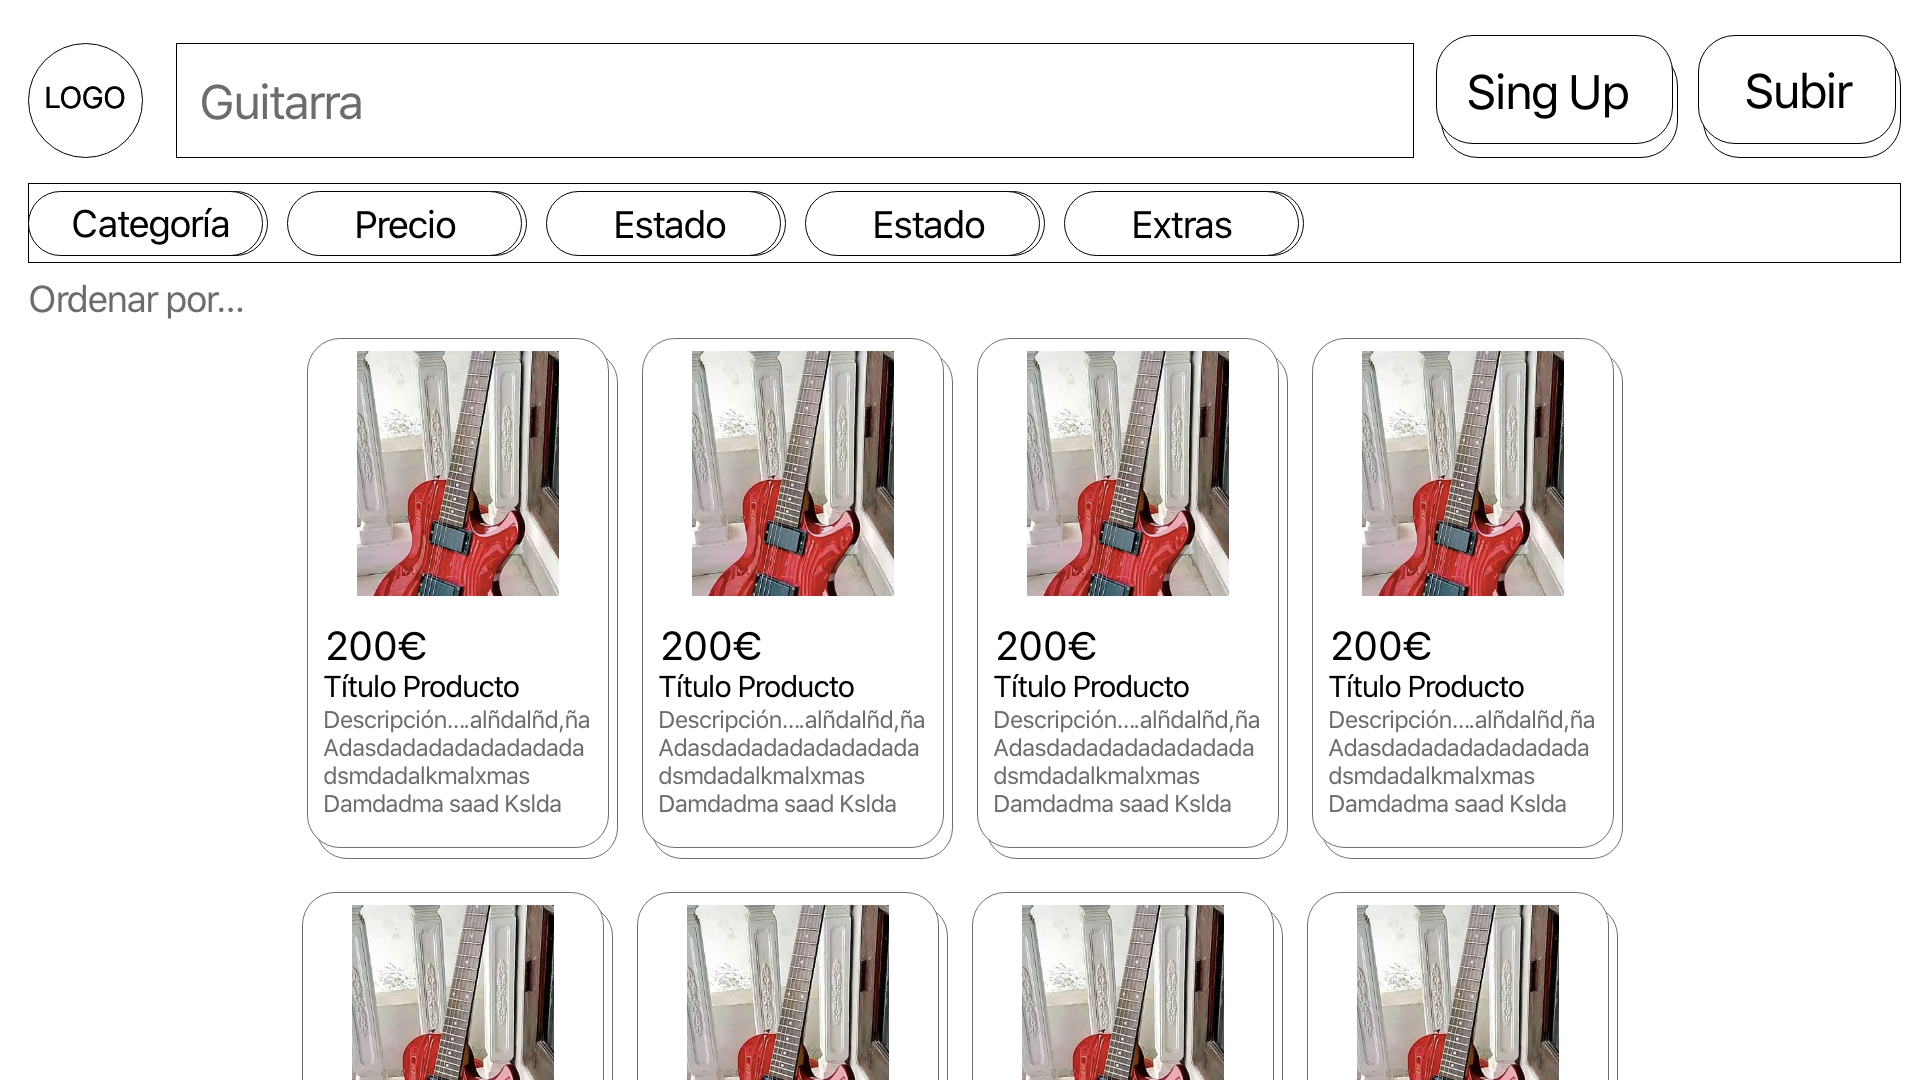 LOGO
Guitarra
Sing Up
Subir
Categoría
Precio
Estado
Estado
Extras
Ordenar por...
200€
Título Producto
Descripción....alñdalñd,ña
Adasdadadadadadadada
dsmdadalkmalxmas
Damdadma saad Kslda
200€
Título Producto
Descripción....alñdalñd,ña
Adasdadadadadadadada
dsmdadalkmalxmas
Damdadma saad Kslda
200€
Título Producto
Descripción....alñdalñd,ña
Adasdadadadadadadada
dsmdadalkmalxmas
Damdadma saad Kslda
200€
Título Producto
Descripción....alñdalñd,ña
Adasdadadadadadadada
dsmdadalkmalxmas
Damdadma saad Kslda